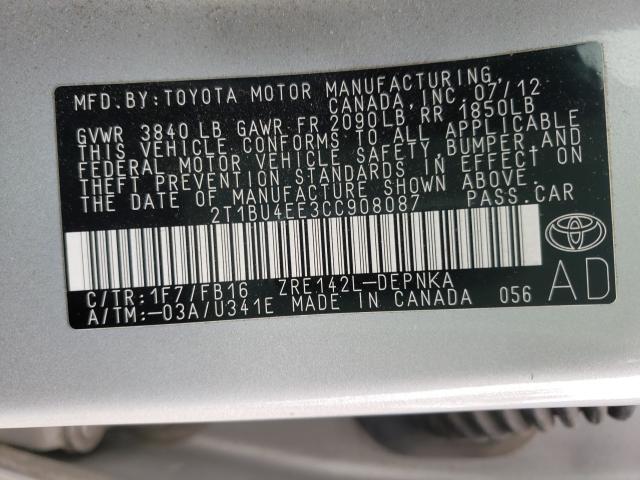 MFD.BY:TOYOTA MOTOR MANUFACTURING,
CANADA,INC. 07/12
GVWR 3840 LB GAWR FR 2090LB RR 1850LB
THIS VEHICLE CONFORMS TO ALL APPLICABLE
FEDERAL MOTOR VEHICLE SAFETY,BUMPER,AND
THEFT PREVENTION STANDARDS IN EFFECT ON
THE DATE OF MANUFACTURE SHOWN ABOVE.
2T1BU4EE3CC908087 PASS.CAR
C/TR:1F7/FB16 ZRE142L-DEPNKA
A/TM:-03A/U341E MADE IN CANADA 056
AD